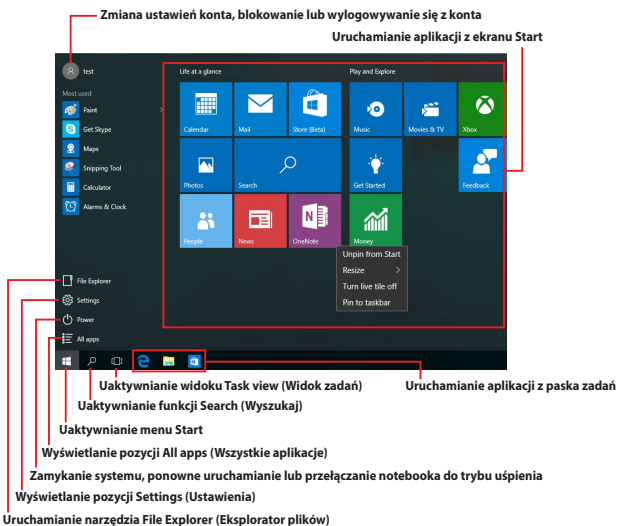 Zmiana ustawień konta, blokowanie lub wylogowywanie się z konta
Uruchamianie aplikacji z ekranu Start
test
Most used
Paint
Get Skype
Maps
Snipping Tool
Calculator
Alarms & Clock
File Explorer
Settings
Power
All apps
Life at a glance
Play and Explore
Calendar
Mail
Store (Beta)
Music
Movies & TV
Xbox
Photos
Search
Get Started
Feedback
People
News
OneNote
Money
Unpin from Start
Resize
Turn live tile off
Pin to taskbar
Uaktywnianie widoku Task view (Widok zadań)
Uruchamianie aplikacji z paska zadań
Uaktywnianie funkcji Search (Wyszukaj)
Uaktywnianie menu Start
Wyświetlanie pozycji All apps (Wszystkie aplikacje)
Zamykanie systemu, ponowne uruchamianie lub przełączanie notebooka do trybu uśpienia
Wyświetlanie pozycji Settings (Ustawienia)
Uruchamianie narzędzia File Explorer (Eksplorator plików)